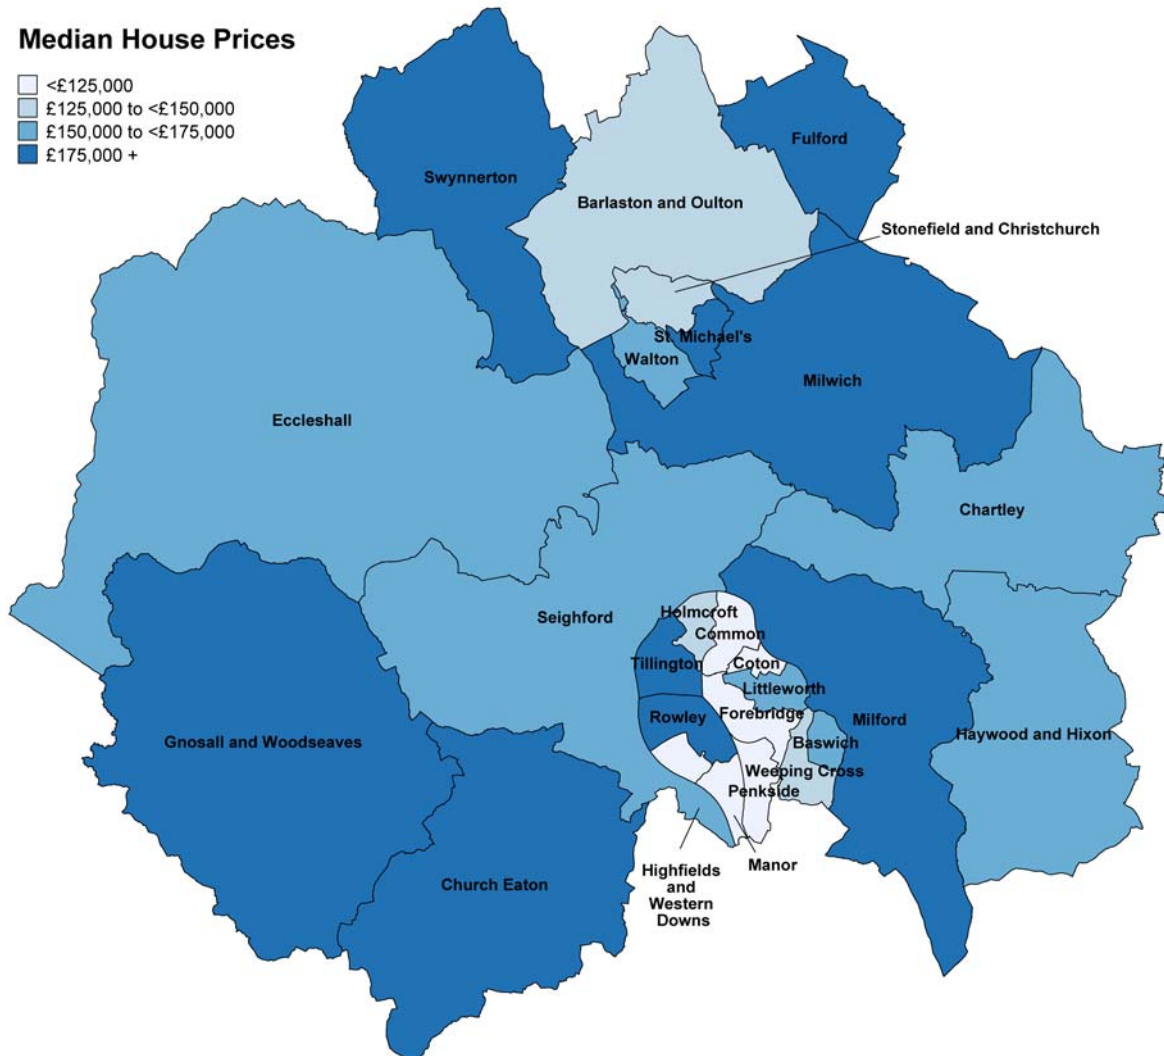 Median House Prices
<£125,000
£125,000 to <£150,000
£150,000 to <£175,000
£175,000 +
Fulford
Swynnerton
Barlaston and Oulton
Stonefield and Christchurch
St. Michael's
Walton
Milwich
Eccleshall
Chartley
Holmcroft
Seighford
Common
Tillington
Coton
Littleworth
Rowley
Forebridge
Milford
Gnosall and Woodseaves
Baswich
Haywood and Hixon
Weeping Cross
Penkside
Manor
Highfields
and
Western
Downs
Church Eaton